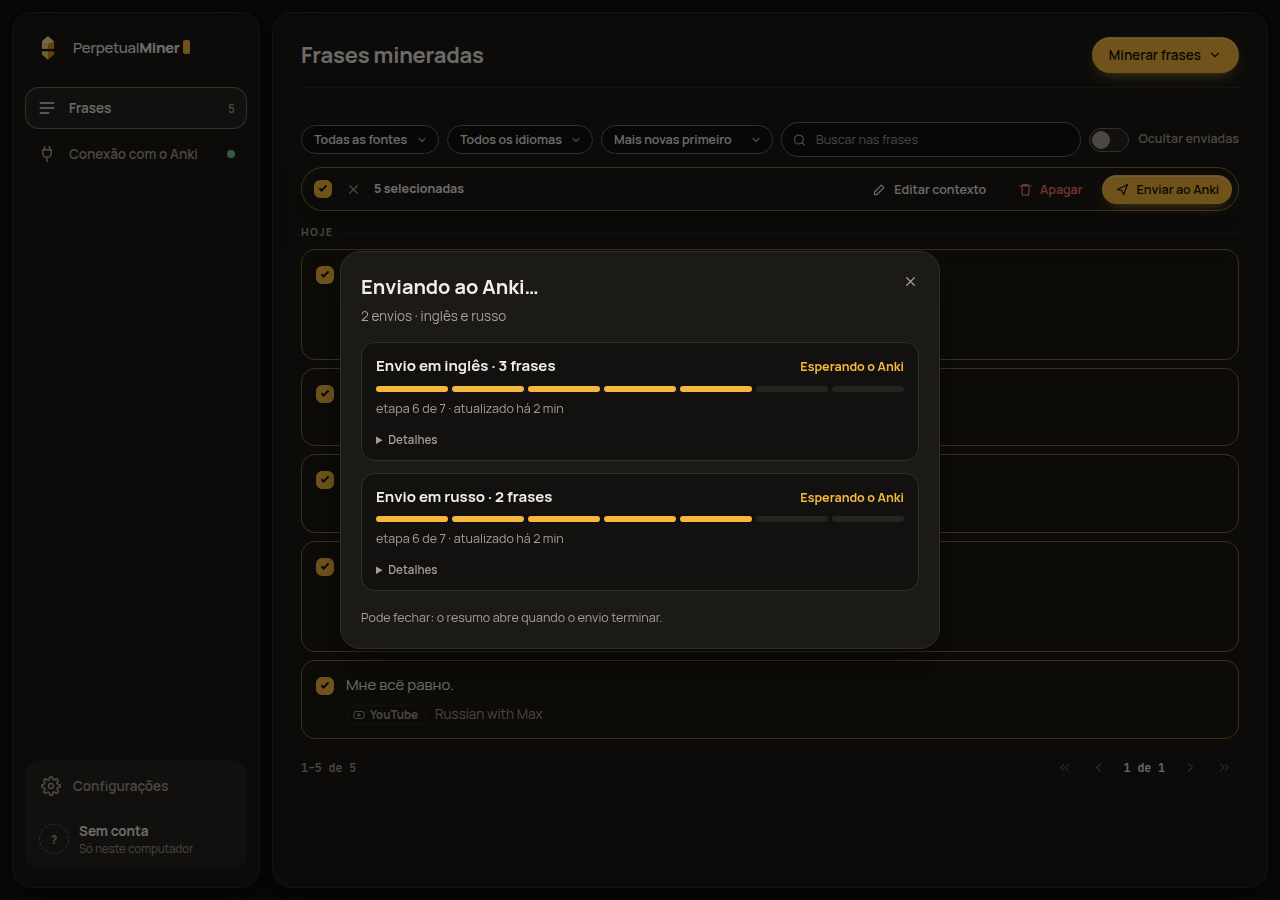 PerpetualMiner
Frases
5
Conexão com o Anki
Configurações
?
Sem conta
Só neste computador
Frases mineradas
Minerar frases
Todas as fontes
Todos os idiomas
Mais novas primeiro
Buscar nas frases
Ocultar enviadas
5 selecionadas
Editar contexto
Apagar
Enviar ao Anki
HOJE
Enviando ao Anki…
2 envios · inglês e russo
Envio em inglês · 3 frases
Esperando o Anki
etapa 6 de 7 · atualizado há 2 min
Detalhes
Envio em russo · 2 frases
Esperando o Anki
etapa 6 de 7 · atualizado há 2 min
Detalhes
Pode fechar: o resumo abre quando o envio terminar.
Мне всё равно.
YouTube
Russian with Max
1–5 de 5
1 de 1